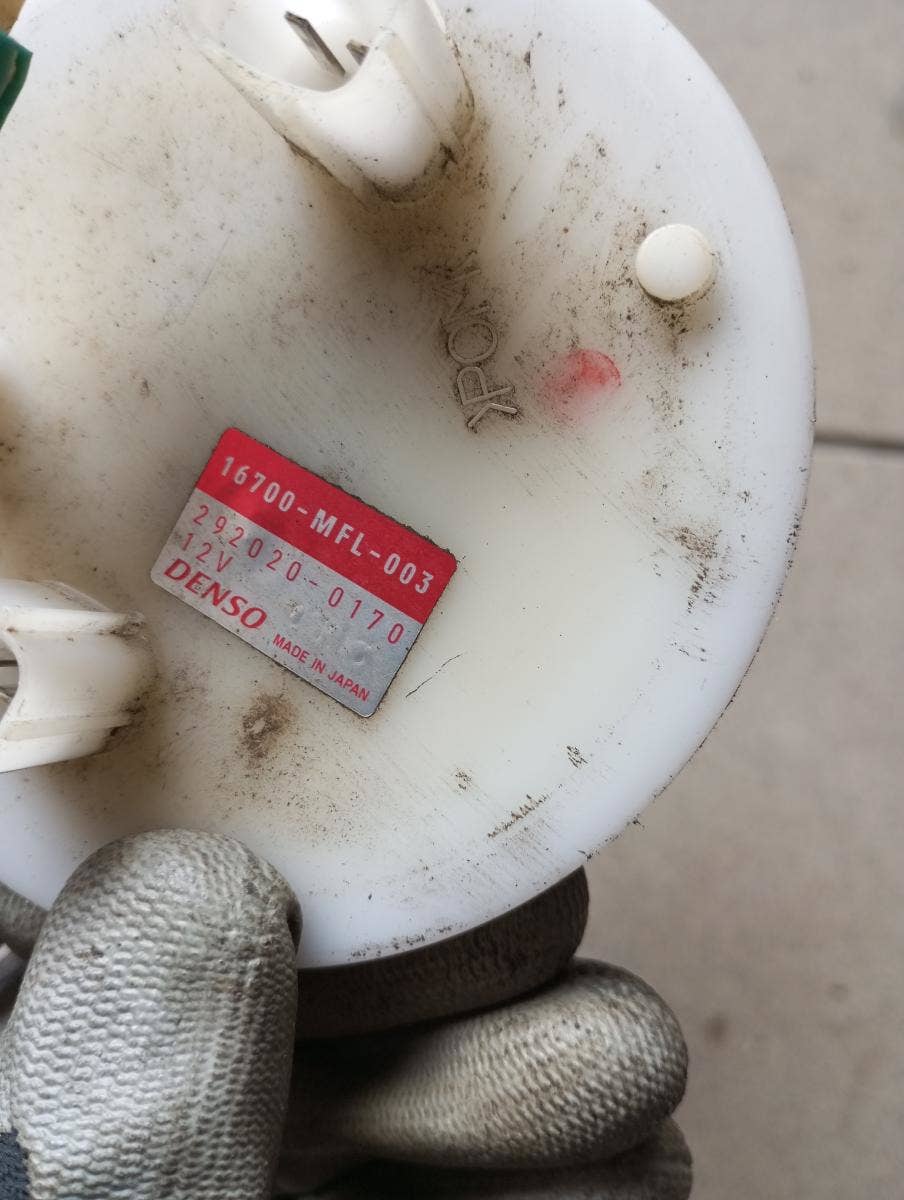 16700-MFL-003
292020-0170
12V
DENSO
MADE IN JAPAN